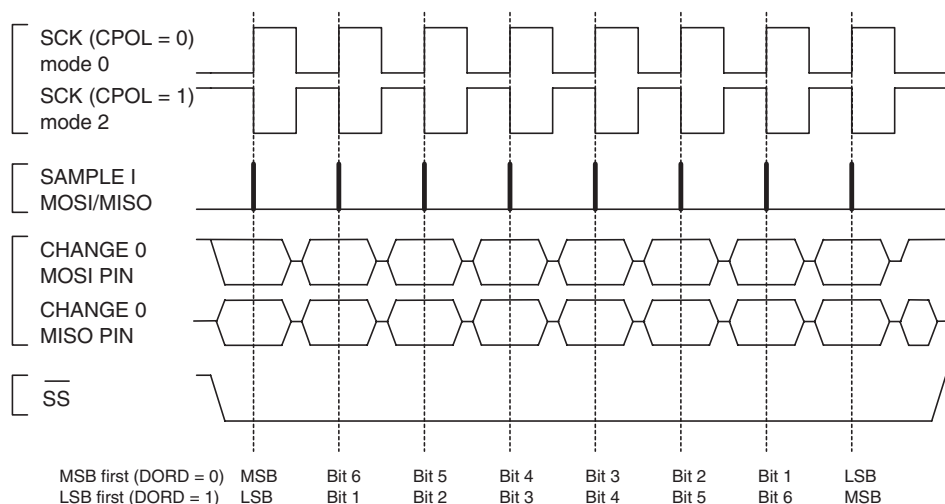 SCK (CPOL = 0)
mode 0
SCK (CPOL = 1)
mode 2
SAMPLE I
MOSI/MISO
CHANGE 0
MOSI PIN
CHANGE 0
MISO PIN
SS
MSB first (DORD = 0) MSB Bit 6 Bit 5 Bit 4 Bit 3 Bit 2 Bit 1 LSB
LSB first (DORD = 1) LSB Bit 1 Bit 2 Bit 3 Bit 4 Bit 5 Bit 6 MSB